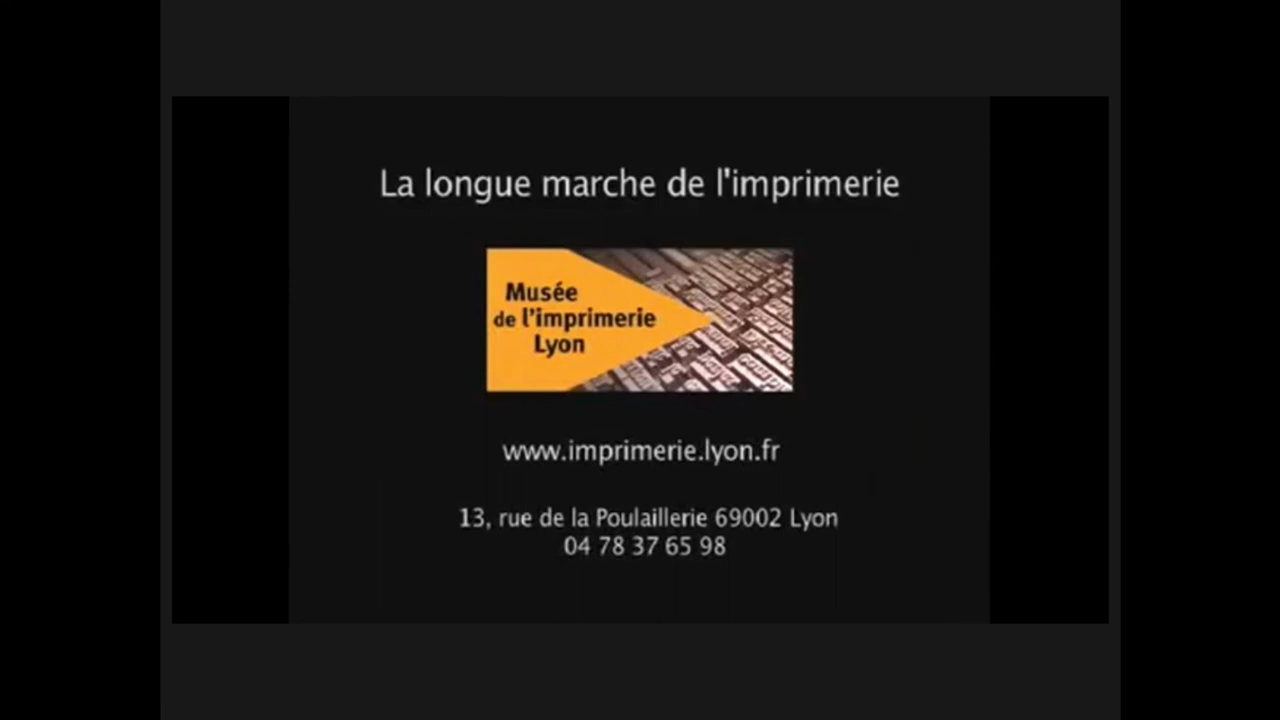 La longue marche de l'imprimerie
Musée
de l'imprimerie
Lyon
www.imprimerie.lyon.fr
13, rue de la Poulaillerie 69002 Lyon
04 78 37 65 98